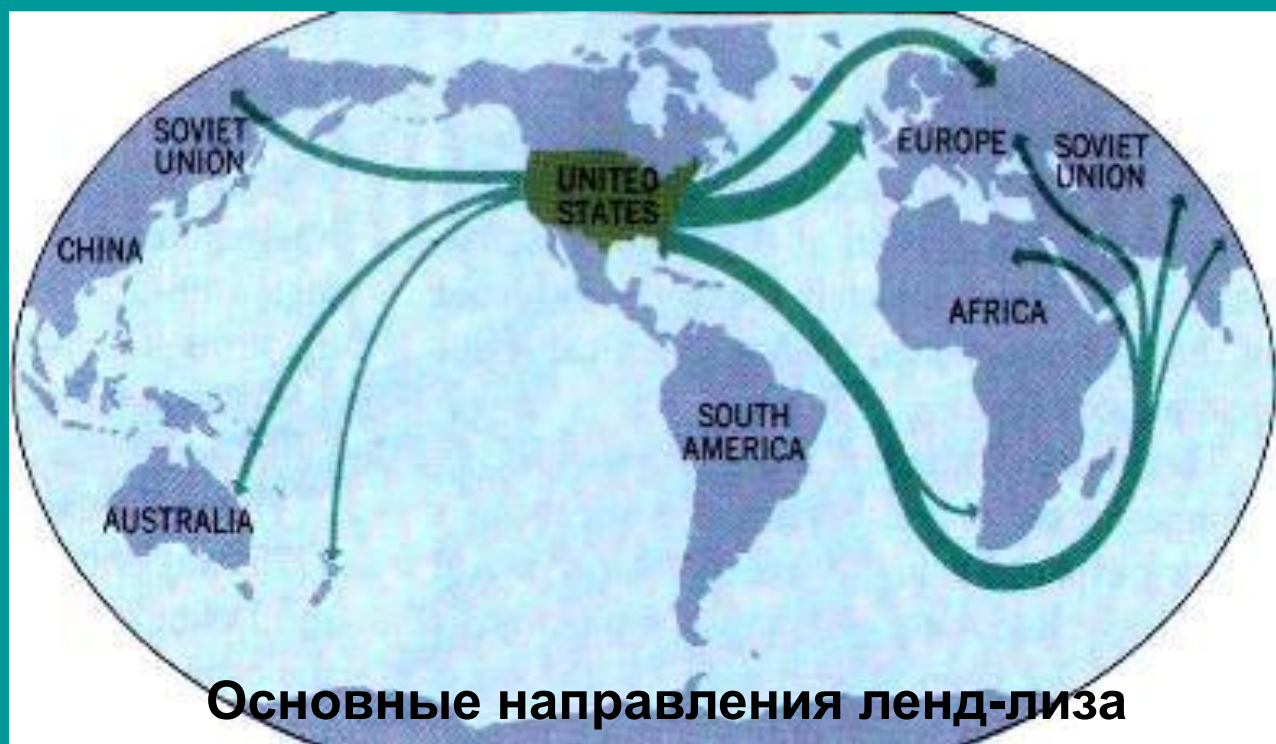 SOVIET
UNION
CHINA
AUSTRALIA
UNITED
STATES
SOUTH
AMERICA
EUROPE
SOVIET
UNION
AFRICA
Основные направления ленд-лиза